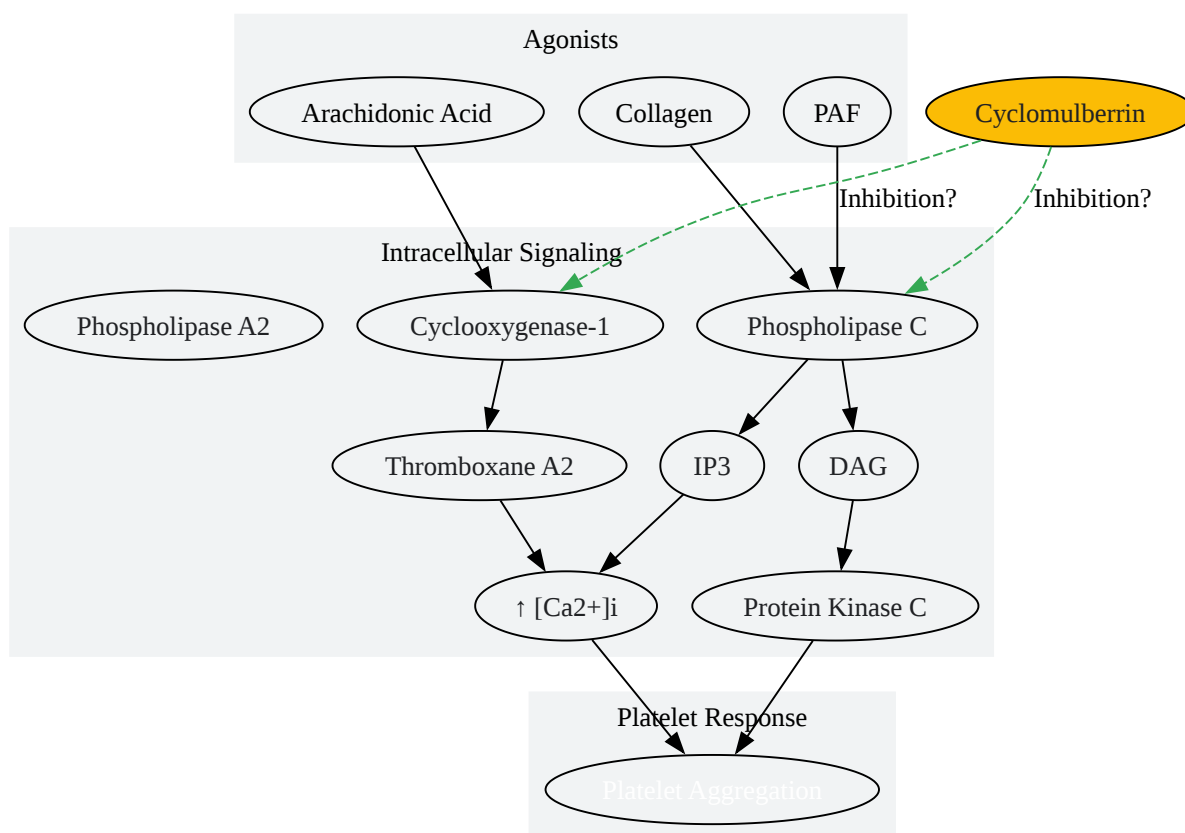 Agonists
Arachidonic Acid
Collagen
PAF
Cyclomulberrin
Inhibition?
Inhibition?
Intracellular Signaling
Phospholipase A2
Cyclooxygenase-1
Phospholipase C
Thromboxane A2
IP3
DAG
↑ [Ca2+]i
Protein Kinase C
Platelet Response
Platelet Aggregation